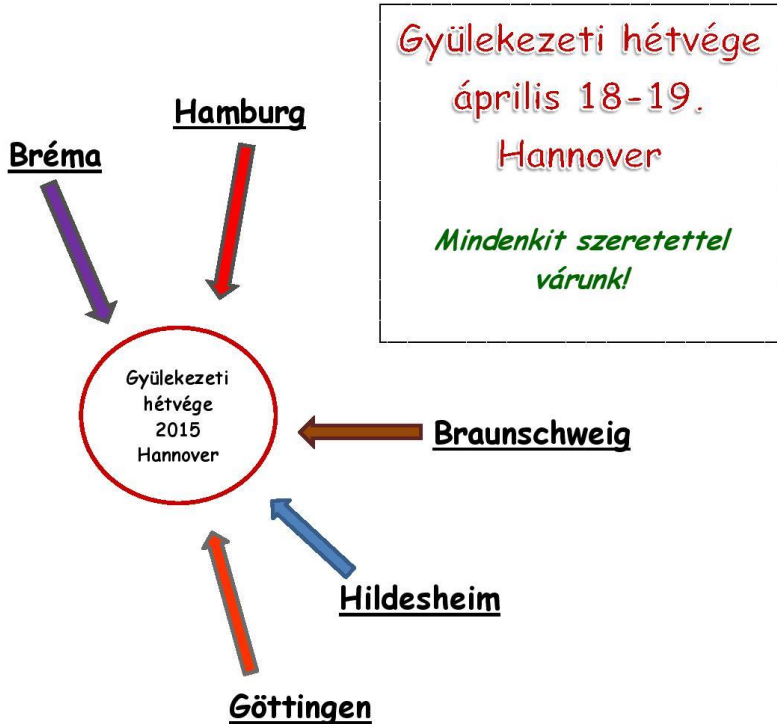 Gyülekezeti hétvége
április 18-19.
Hannover
Mindenkit szeretettel
várunk!
Hamburg
Bréma
Gyülekezeti
hétvége
2015
Hannover
Braunschweig
Hildesheim
Göttingen